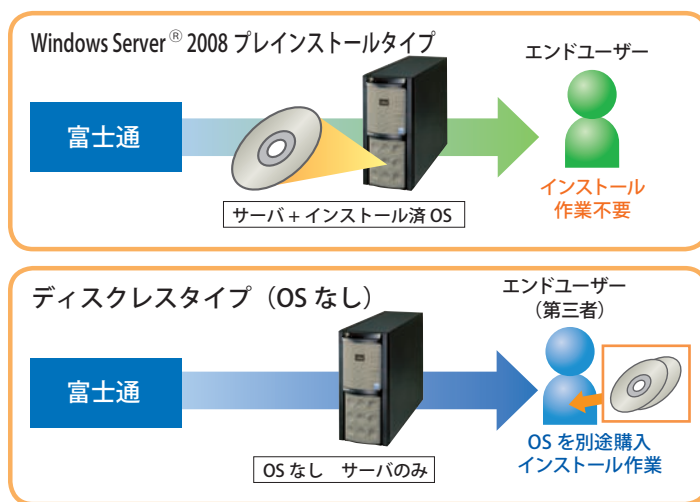 Windows Server® 2008 プレインストールタイプ
エンドユーザー
富士通
インストール
作業不要
サーバ + インストール済 OS
ディスクレスタイプ（OS なし）
エンドユーザー
（第三者）
富士通
OS を別途購入
インストール作業
OS なし　サーバのみ